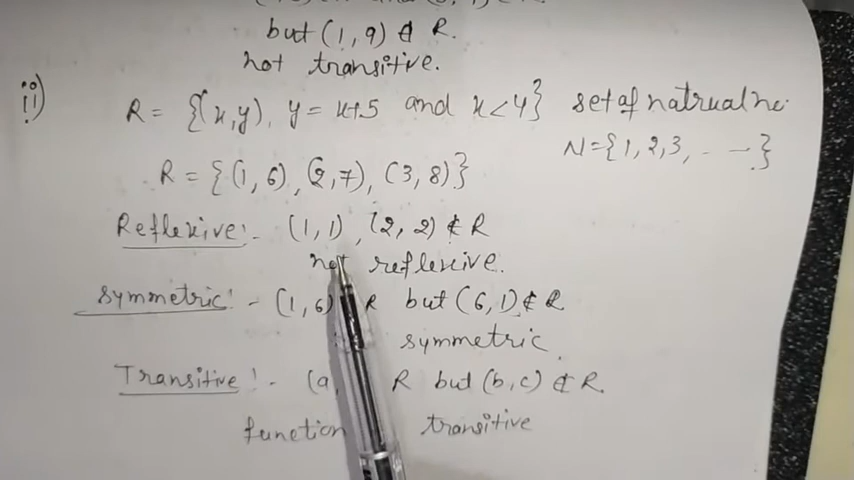 but (1, 9) ∉ R.
not transitive.
ii) R = {(x, y), y = x+5 and x < 4} set of natrual no.
N = {1, 2, 3, . . — }
R = {(1, 6), (2, 7), (3, 8)}
Reflexive:- (1, 1), (2, 2) ∉ R
not reflexive.
symmetric:- (1, 6) R but (6, 1) ∉ R
symmetric.
Transitive:- (a, R but (b, c) ∉ R.
function transitive